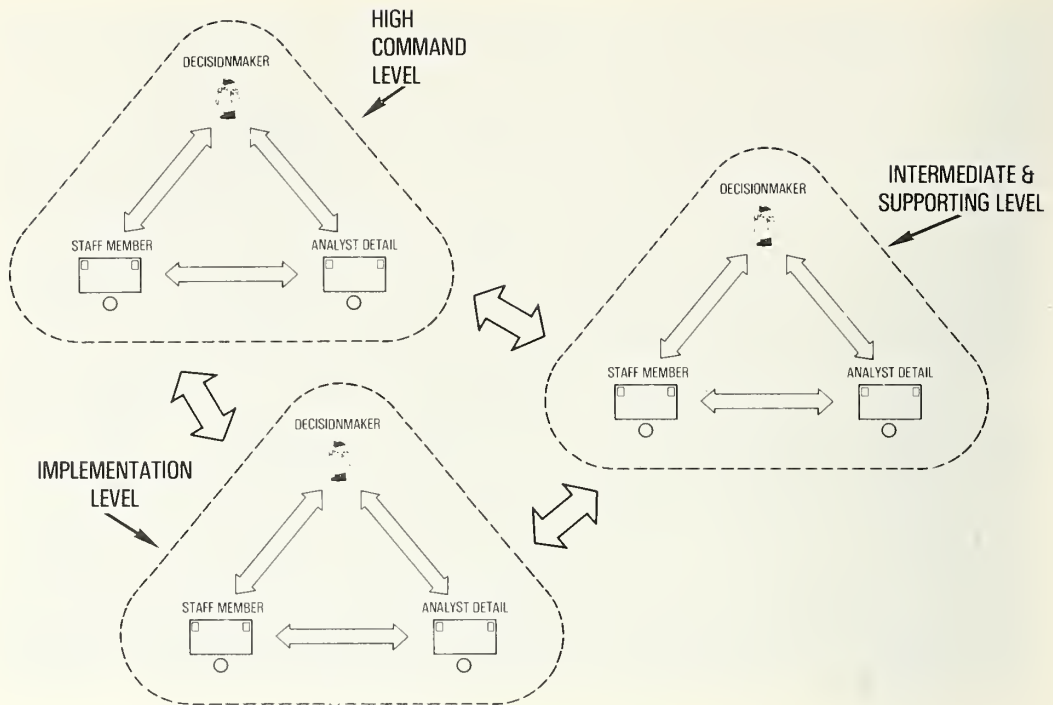 HIGH
COMMAND
LEVEL
DECISIONMAKER
STAFF MEMBER
ANALYST DETAIL
INTERMEDIATE &
SUPPORTING LEVEL
DECISIONMAKER
STAFF MEMBER
ANALYST DETAIL
IMPLEMENTATION
LEVEL
DECISIONMAKER
STAFF MEMBER
ANALYST DETAIL